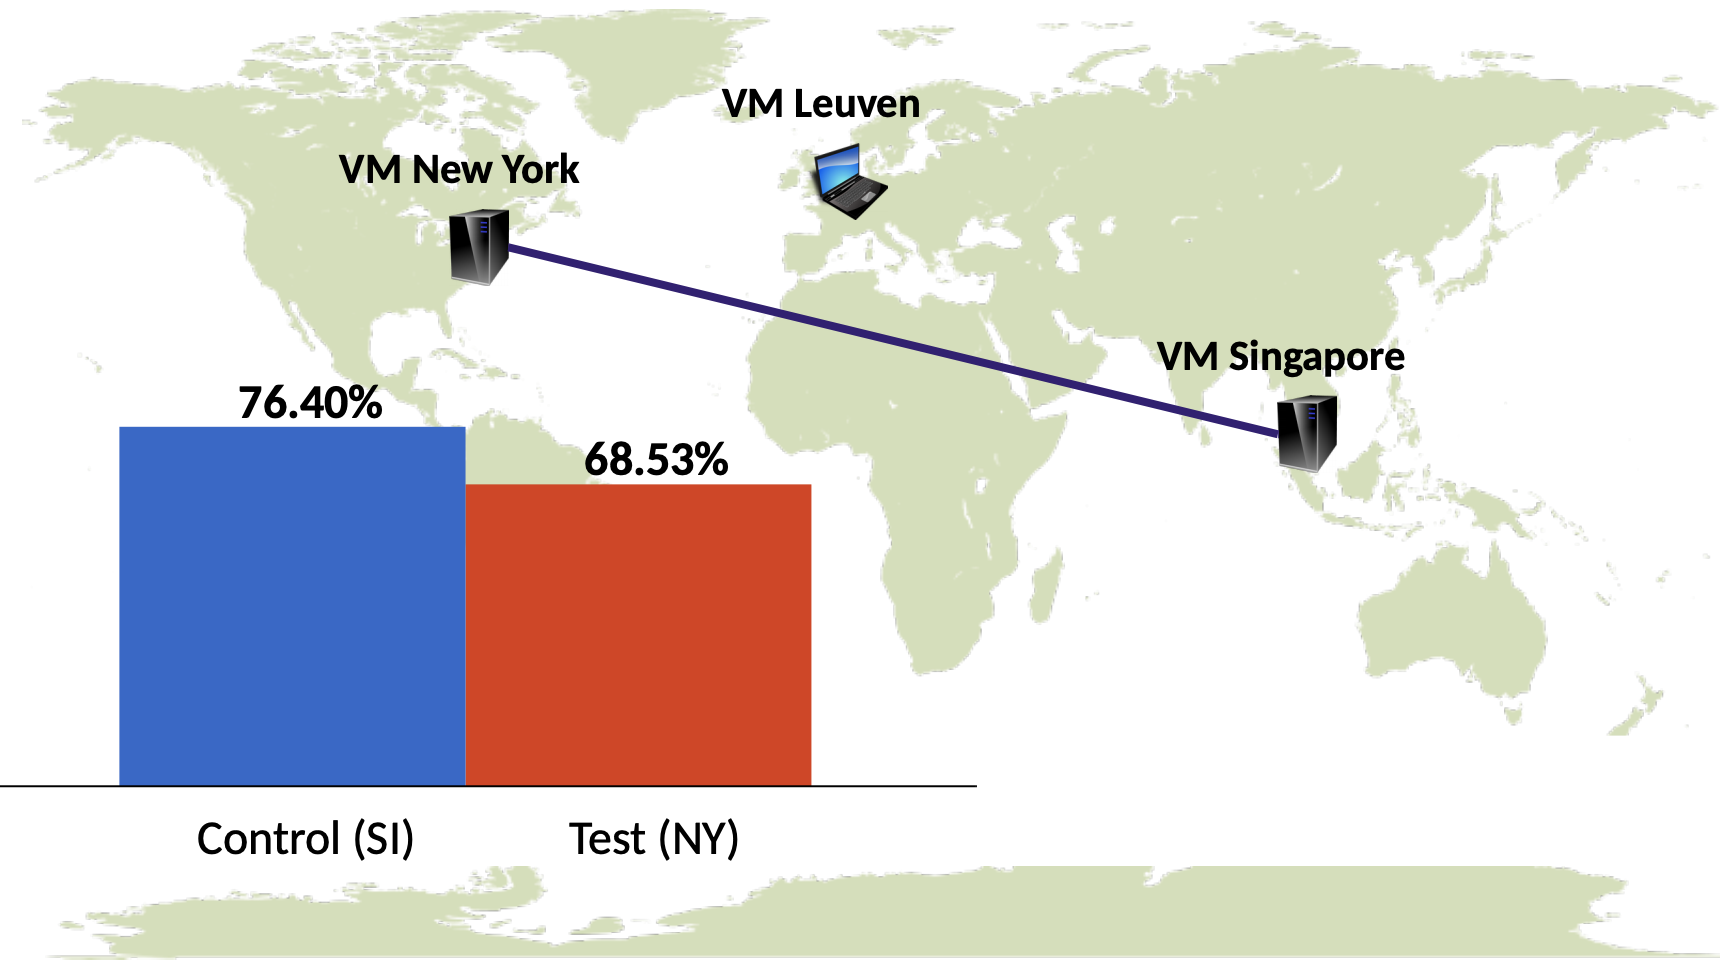 VM Leuven
VM New York
VM Singapore
76.40%
68.53%
Control (SI)
Test (NY)